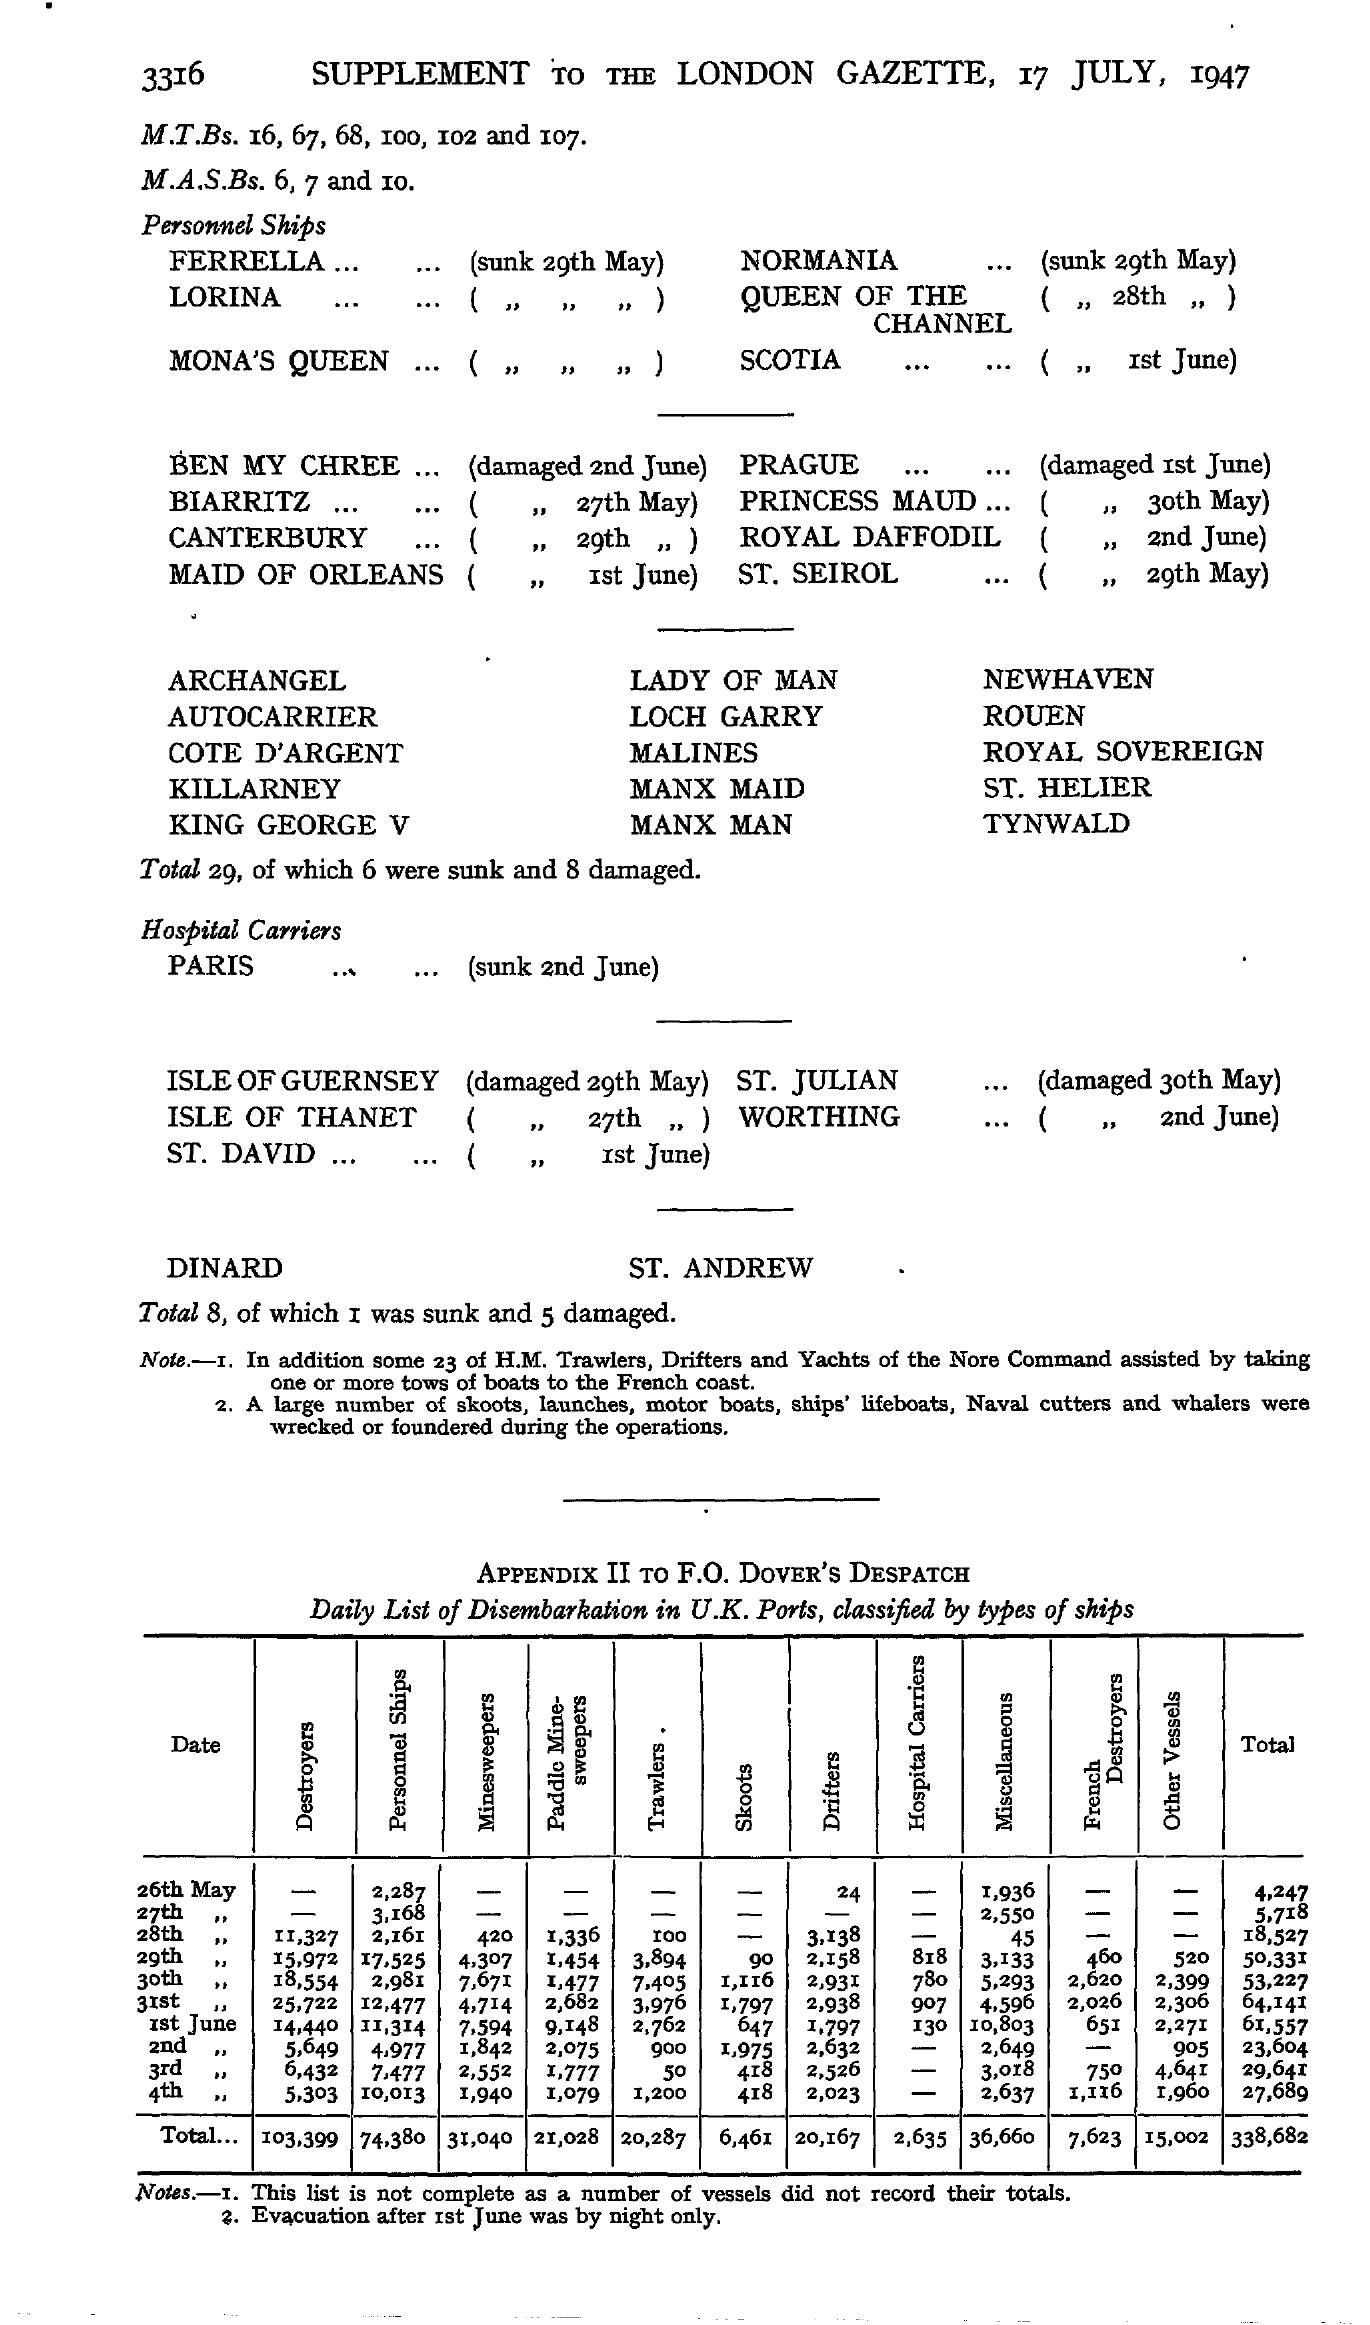 3316 SUPPLEMENT TO THE LONDON GAZETTE, 17 JULY, 1947
M.T.Bs. 16, 67, 68, 100, 102 and 107.
M.A.S.Bs. 6, 7 and 10.
Personnel Ships
FERRELLA ... ... (sunk 29th May) NORMANIA ... (sunk 29th May)
LORINA ... ... ( „ „ „ ) QUEEN OF THE ( „ 28th „ )
CHANNEL
MONA'S QUEEN ... ( „ „ „ ) SCOTIA ... ... ( „ 1st June)
BEN MY CHREE ... (damaged 2nd June) PRAGUE ... ... (damaged 1st June)
BIARRITZ ... ... ( „ 27th May) PRINCESS MAUD ... ( „ 30th May)
CANTERBURY ... ( „ 29th „ ) ROYAL DAFFODIL ( „ 2nd June)
MAID OF ORLEANS ( „ 1st June) ST. SEIROL ... ( „ 29th May)
ARCHANGEL LADY OF MAN NEWHAVEN
AUTOCARRIER LOCH GARRY ROUEN
COTE D'ARGENT MALINES ROYAL SOVEREIGN
KILLARNEY MANX MAID ST. HELIER
KING GEORGE V MANX MAN TYNWALD
Total 29, of which 6 were sunk and 8 damaged.
Hospital Carriers
PARIS ... ... (sunk 2nd June)
ISLE OF GUERNSEY (damaged 29th May) ST. JULIAN ... (damaged 30th May)
ISLE OF THANET ( „ 27th „ ) WORTHING ... ( „ 2nd June)
ST. DAVID ... ... ( „ 1st June)
DINARD ST. ANDREW
Total 8, of which 1 was sunk and 5 damaged.
Note.—1. In addition some 23 of H.M. Trawlers, Drifters and Yachts of the Nore Command assisted by taking
one or more tows of boats to the French coast.
2. A large number of skoots, launches, motor boats, ships' lifeboats, Naval cutters and whalers were
wrecked or foundered during the operations.
APPENDIX II TO F.O. DOVER'S DESPATCH
Daily List of Disembarkation in U.K. Ports, classified by types of ships
Date Destroyers Personnel Ships Minesweepers Paddle Mine-sweepers Trawlers . Skoots Drifters Hospital Carriers Miscellaneous French Destroyers Other Vessels Total
26th May — 2,287 — — — — 24 — 1,936 — — 4,247
27th „ — 3,168 — — — — — — 2,550 — — 5,718
28th „ 11,327 2,161 420 1,336 100 — 3,138 — 45 — — 18,527
29th „ 15,972 17,525 4,307 1,454 3,894 90 2,158 818 3,133 460 520 50,331
30th „ 18,554 2,981 7,671 1,477 7,405 1,116 2,931 780 5,293 2,620 2,399 53,227
31st „ 25,722 12,477 4,714 2,682 3,976 1,797 2,938 907 4,596 2,026 2,306 64,141
1st June 14,440 11,314 7,594 9,148 2,762 647 1,797 130 10,803 651 2,271 61,557
2nd „ 5,649 4,977 1,842 2,075 900 1,975 2,632 — 2,649 — 905 23,604
3rd „ 6,432 7,477 2,552 1,777 50 418 2,526 — 3,018 750 4,641 29,641
4th „ 5,303 10,013 1,940 1,079 1,200 418 2,023 — 2,637 1,116 1,960 27,689
Total... 103,399 74,380 31,040 21,028 20,287 6,461 20,167 2,635 36,660 7,623 15,002 338,682
Notes.—1. This list is not complete as a number of vessels did not record their totals.
2. Evacuation after 1st June was by night only.